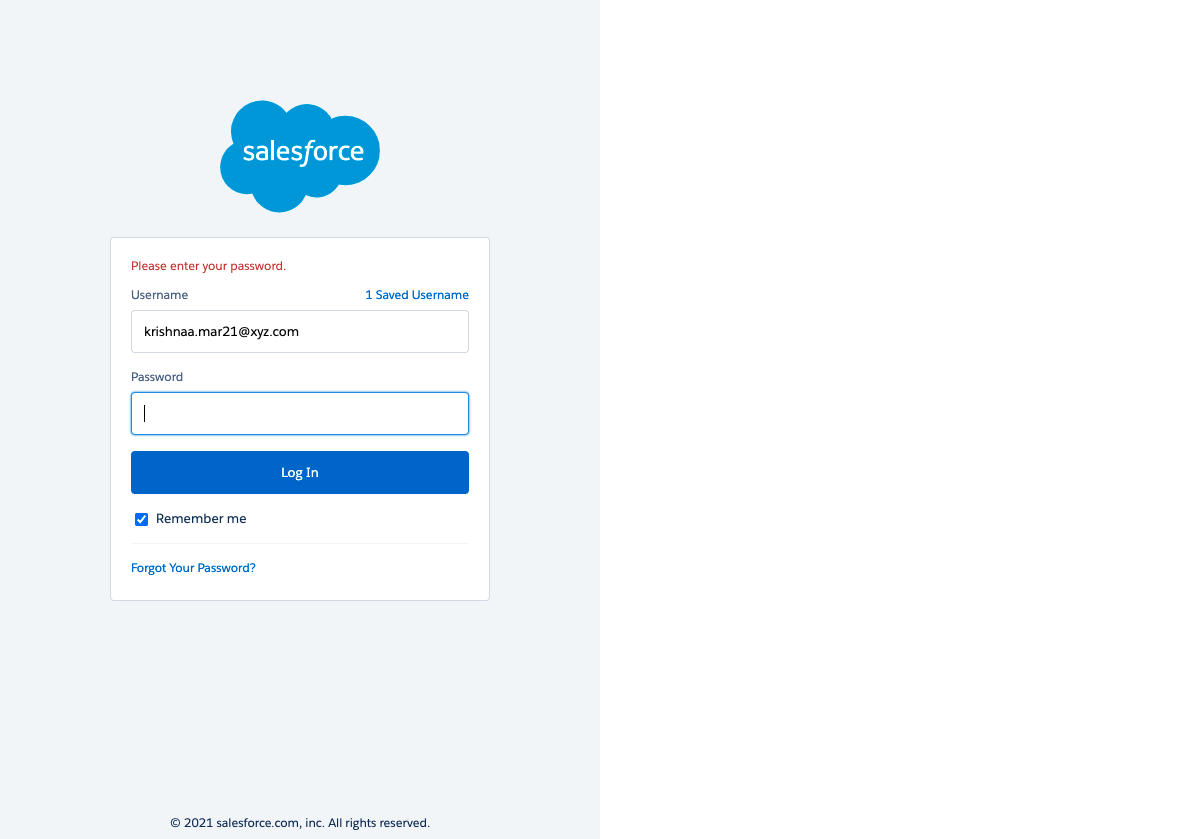 salesforce
Please enter your password.
Username 1 Saved Username
krishnaa.mar21@xyz.com
Password
Log In
Remember me
Forgot Your Password?
© 2021 salesforce.com, inc. All rights reserved.